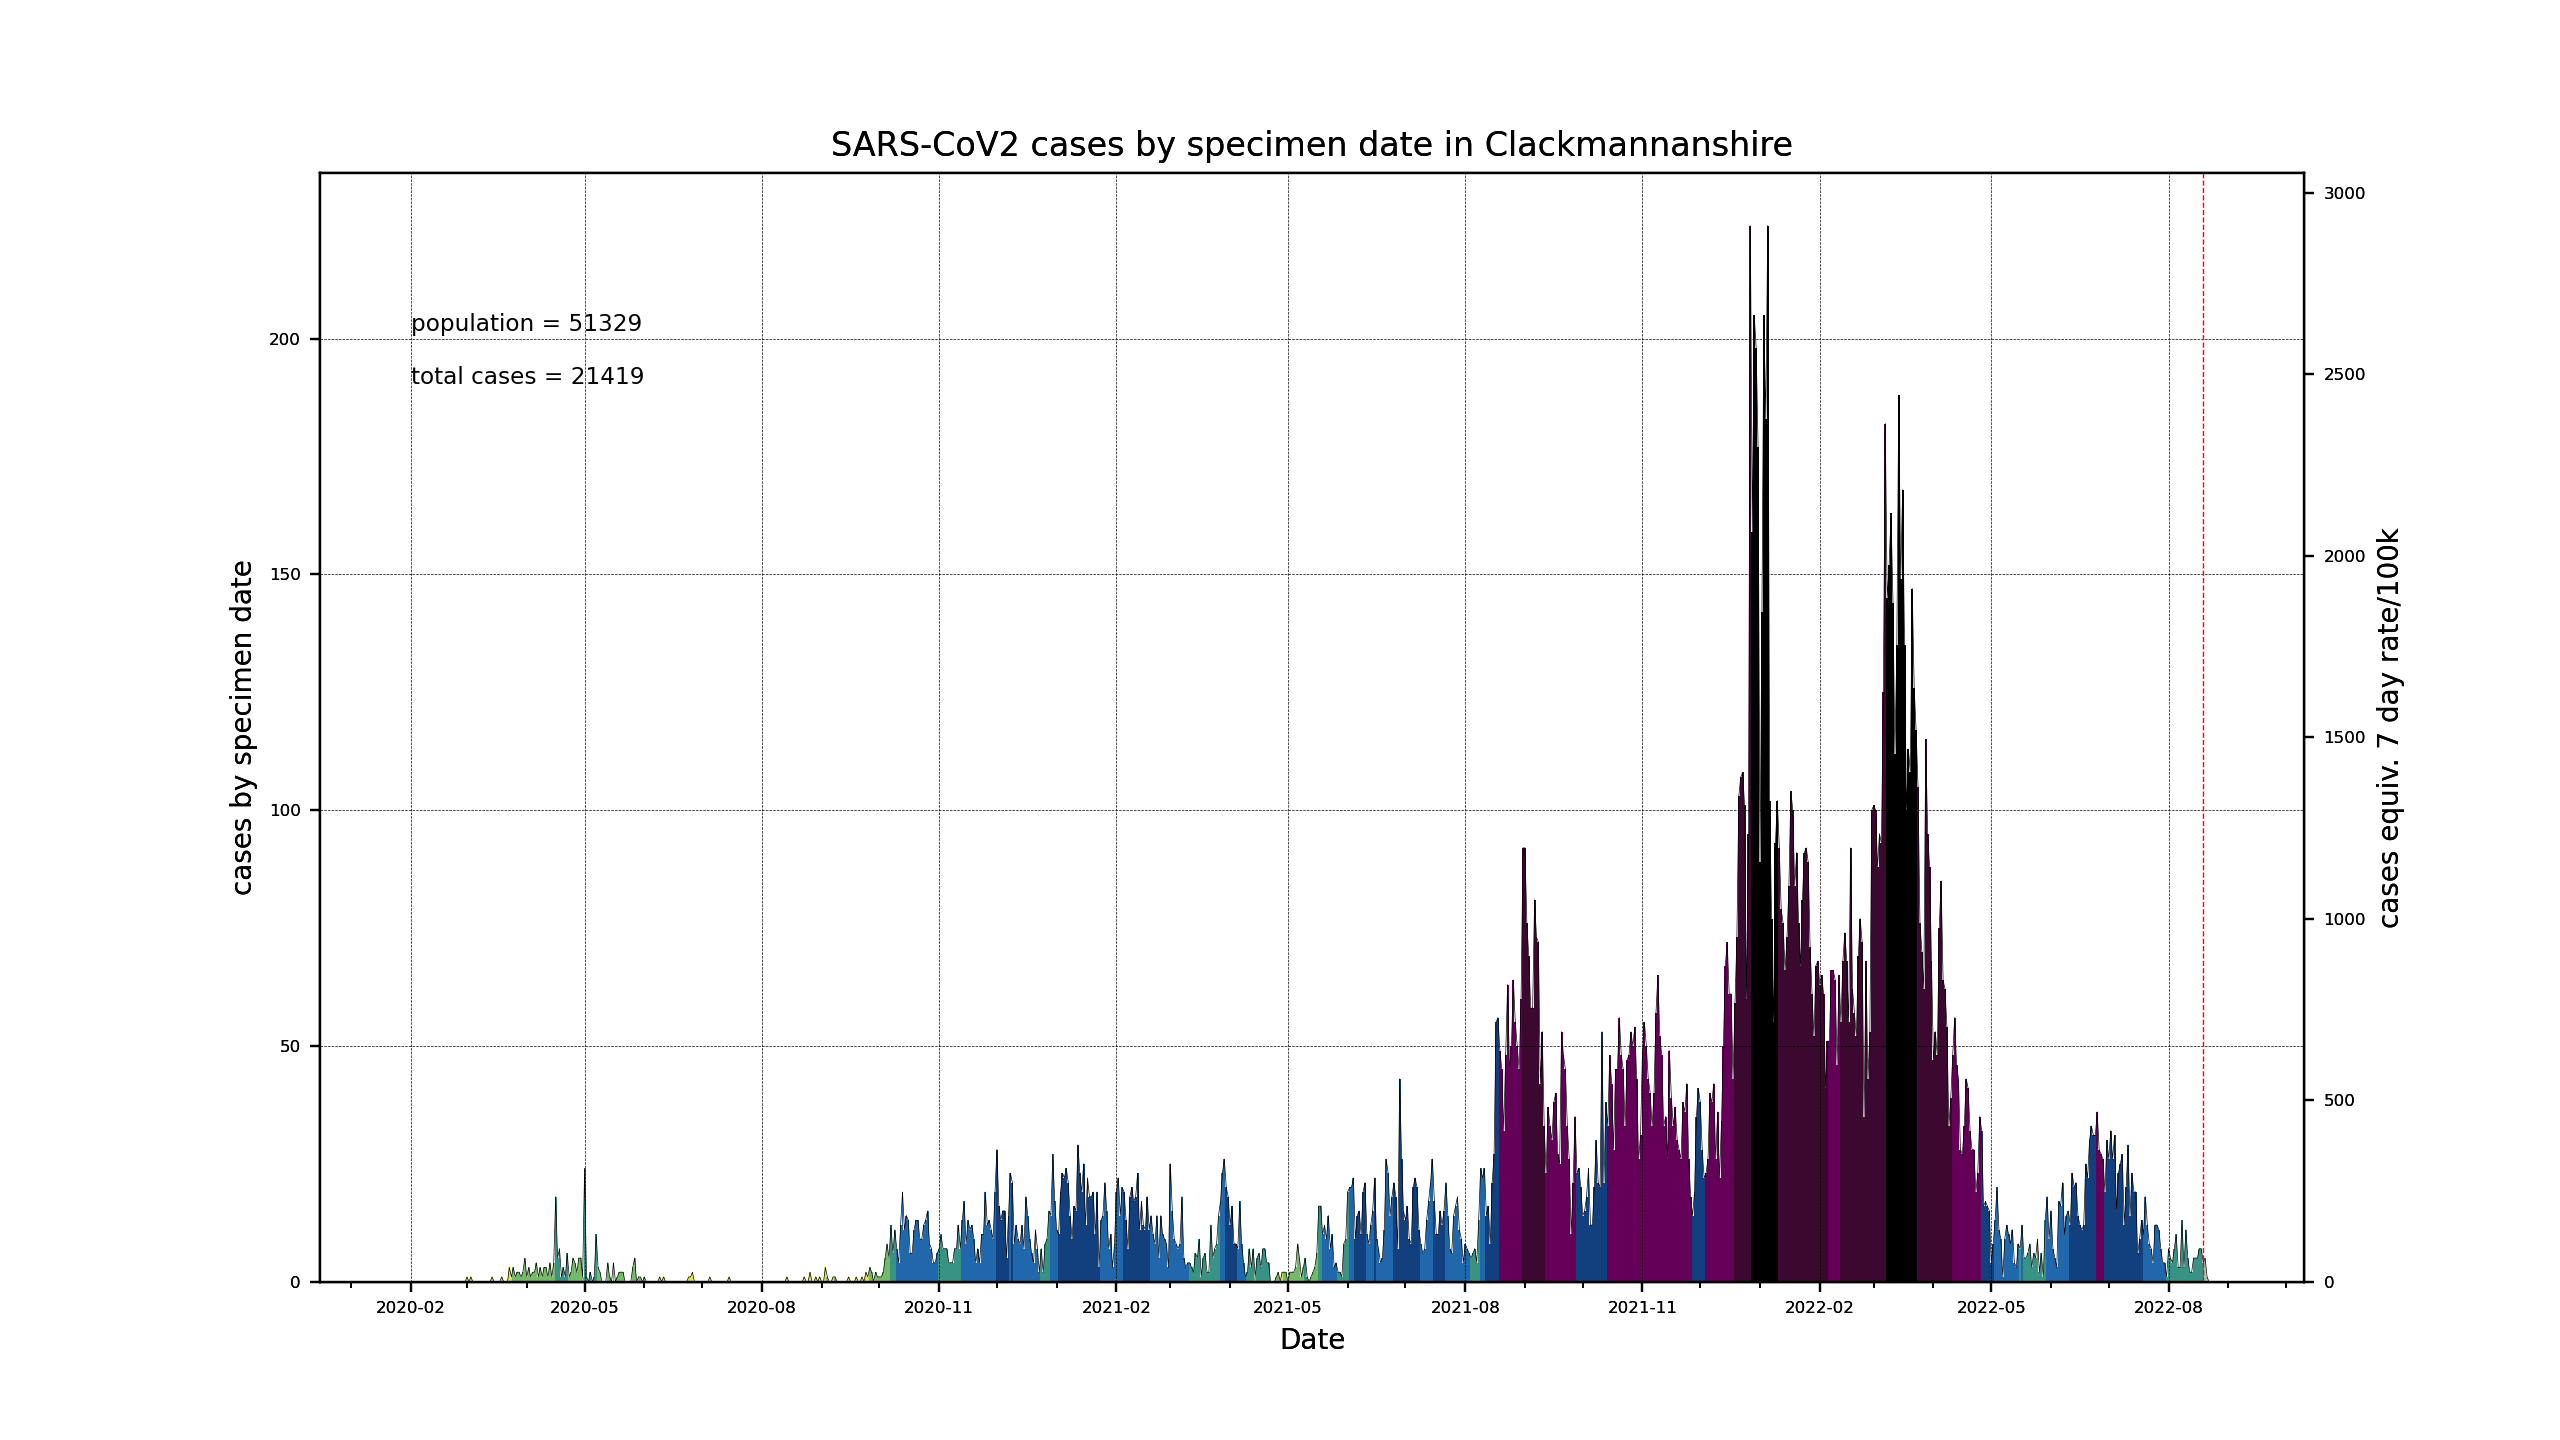 SARS-CoV2 cases by specimen date in Clackmannanshire
population = 51329
total cases = 21419
cases by specimen date
200
150
100
50
0
3000
2500
2000
1500
1000
500
0
cases equiv. 7 day rate/100k
2020-02 2020-05 2020-08 2020-11 2021-02 2021-05 2021-08 2021-11 2022-02 2022-05 2022-08
Date